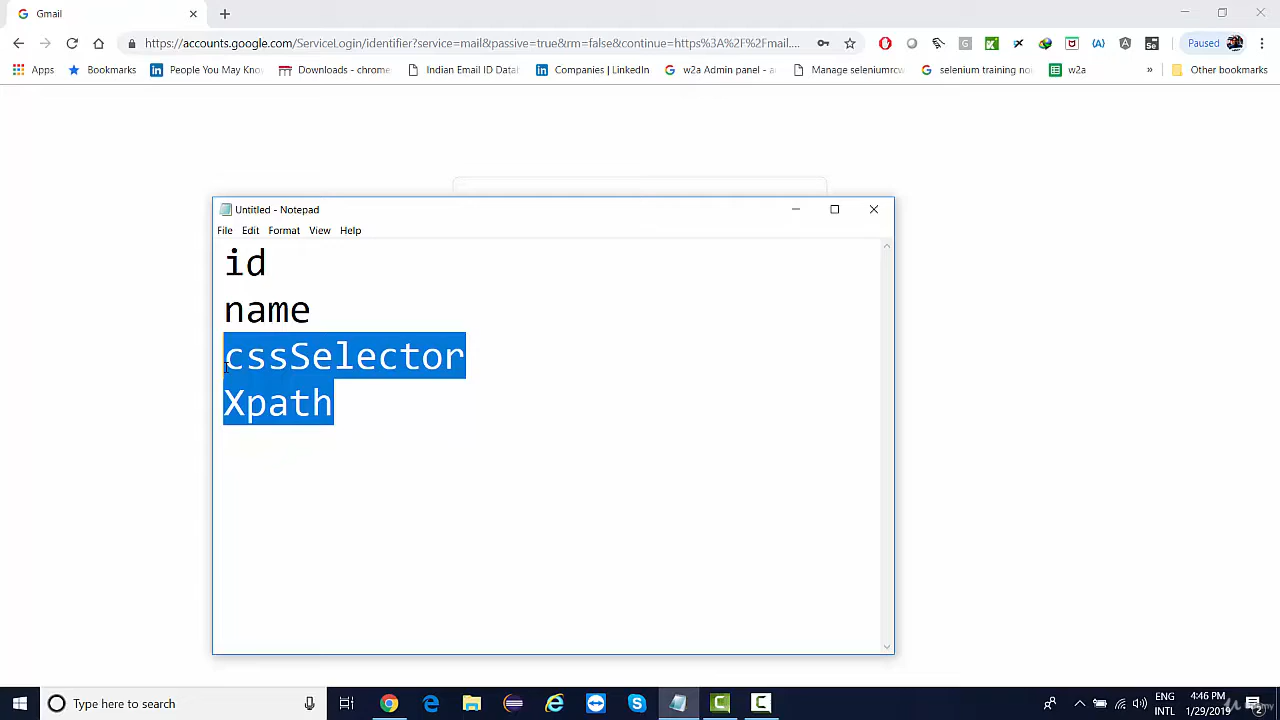 Gmail
https://accounts.google.com/ServiceLogin/identifier?service=mail&passive=true&rm=false&continue=https%3A%2F%2Fmail....
Paused
Apps
Bookmarks
People You May Kno
Downloads - chrome
Indian Email ID Data
Companies | LinkedIn
w2a Admin panel - a
Manage seleniumrcw
selenium training no
w2a
»
Other bookmarks
Untitled - Notepad
File Edit Format View Help
id
name
cssSelector
Xpath
Type here to search
ENG
INTL
4:46 PM
1/29/2019